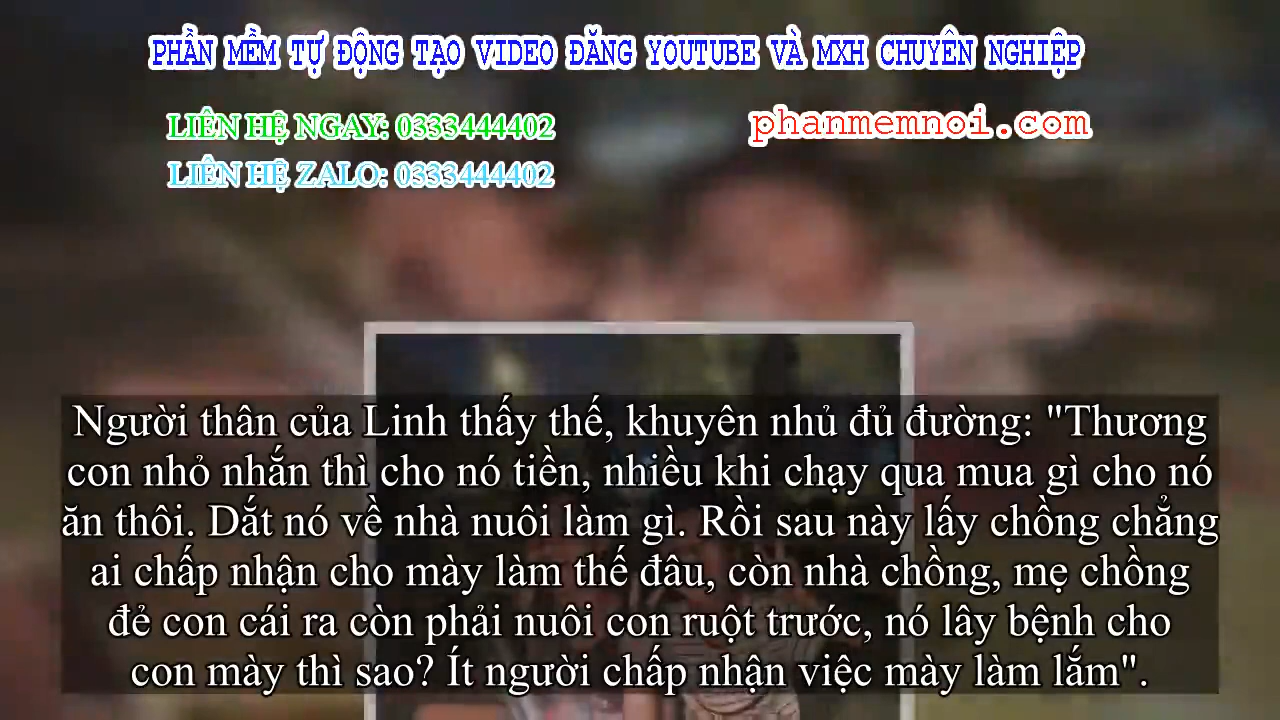 PHẦN MỀM TỰ ĐỘNG TẠO VIDEO ĐĂNG YOUTUBE VÀ MXH CHUYÊN NGHIỆP
LIÊN HỆ NGAY: 0333444402
phanmemnoi.com
LIÊN HỆ ZALO: 0333444402
Người thân của Linh thấy thế, khuyên nhủ đủ đường: "Thương
con nhỏ nhắn thì cho nó tiền, nhiều khi chạy qua mua gì cho nó
ăn thôi. Dắt nó về nhà nuôi làm gì. Rồi sau này lấy chồng chẳng
ai chấp nhận cho mày làm thế đâu, còn nhà chồng, mẹ chồng
đẻ con cái ra còn phải nuôi con ruột trước, nó lây bệnh cho
con mày thì sao? Ít người chấp nhận việc mày làm lắm".